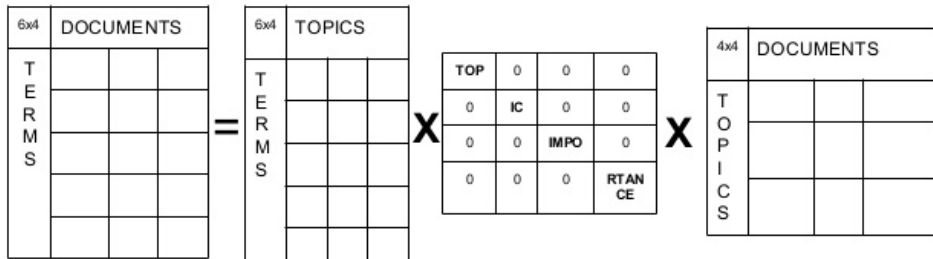 6x4 DOCUMENTS
T
E
R
M
S
=
6x4 TOPICS
T
E
R
M
S
X
TOP 0 0 0
0 IC 0 0
0 0 IMPO 0
0 0 0 RTAN
CE
X
4x4 DOCUMENTS
T
O
P
I
C
S